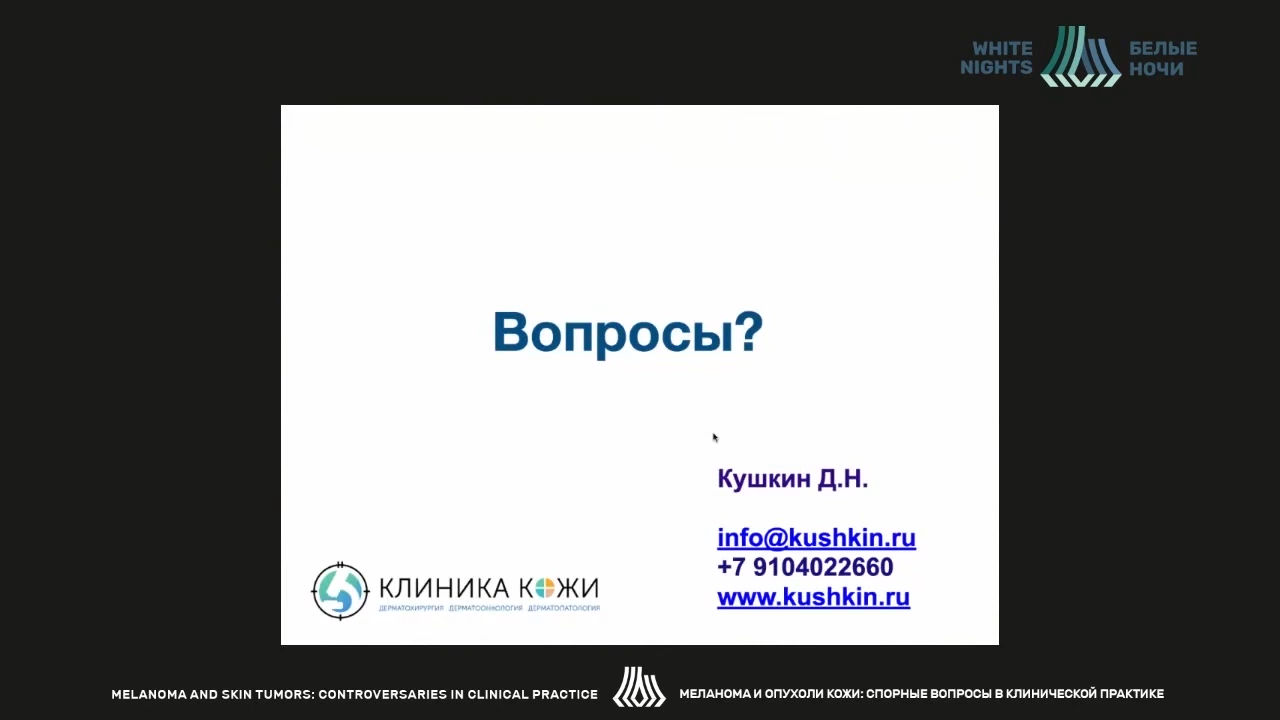 WHITE
NIGHTS
БЕЛЫЕ
НОЧИ
Вопросы?
Кушкин Д.Н.
info@kushkin.ru
+7 9104022660
www.kushkin.ru
КЛИНИКА КОЖИ
ДЕРМАТОХИРУРГИЯ ДЕРМАТООНКОЛОГИЯ ДЕРМАТОПАТОЛОГИЯ
MELANOMA AND SKIN TUMORS: CONTROVERSARIES IN CLINICAL PRACTICE
МЕЛАНОМА И ОПУХОЛИ КОЖИ: СПОРНЫЕ ВОПРОСЫ В КЛИНИЧЕСКОЙ ПРАКТИКЕ